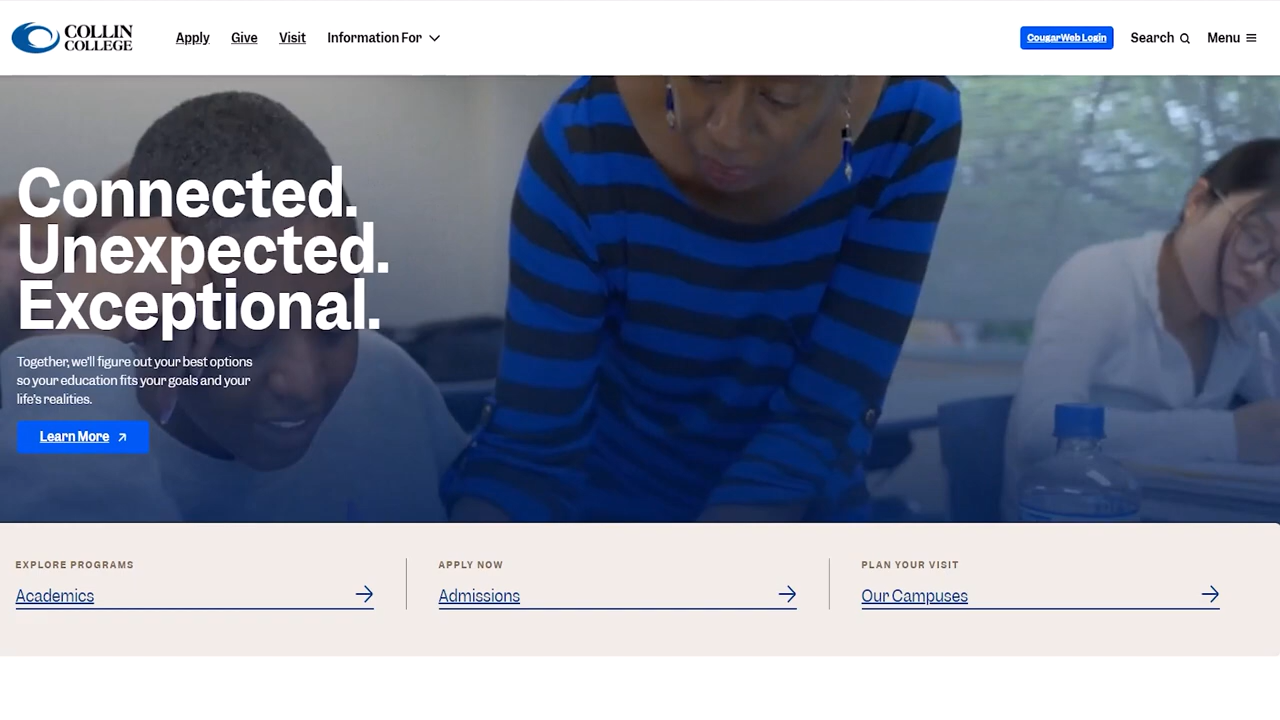 COLLIN
COLLEGE
Apply
Give
Visit
Information For
CougarWeb Login
Search
Menu
Connected.
Unexpected.
Exceptional.
Together, we'll figure out your best options
so your education fits your goals and your
life's realities.
Learn More
EXPLORE PROGRAMS
Academics
APPLY NOW
Admissions
PLAN YOUR VISIT
Our Campuses